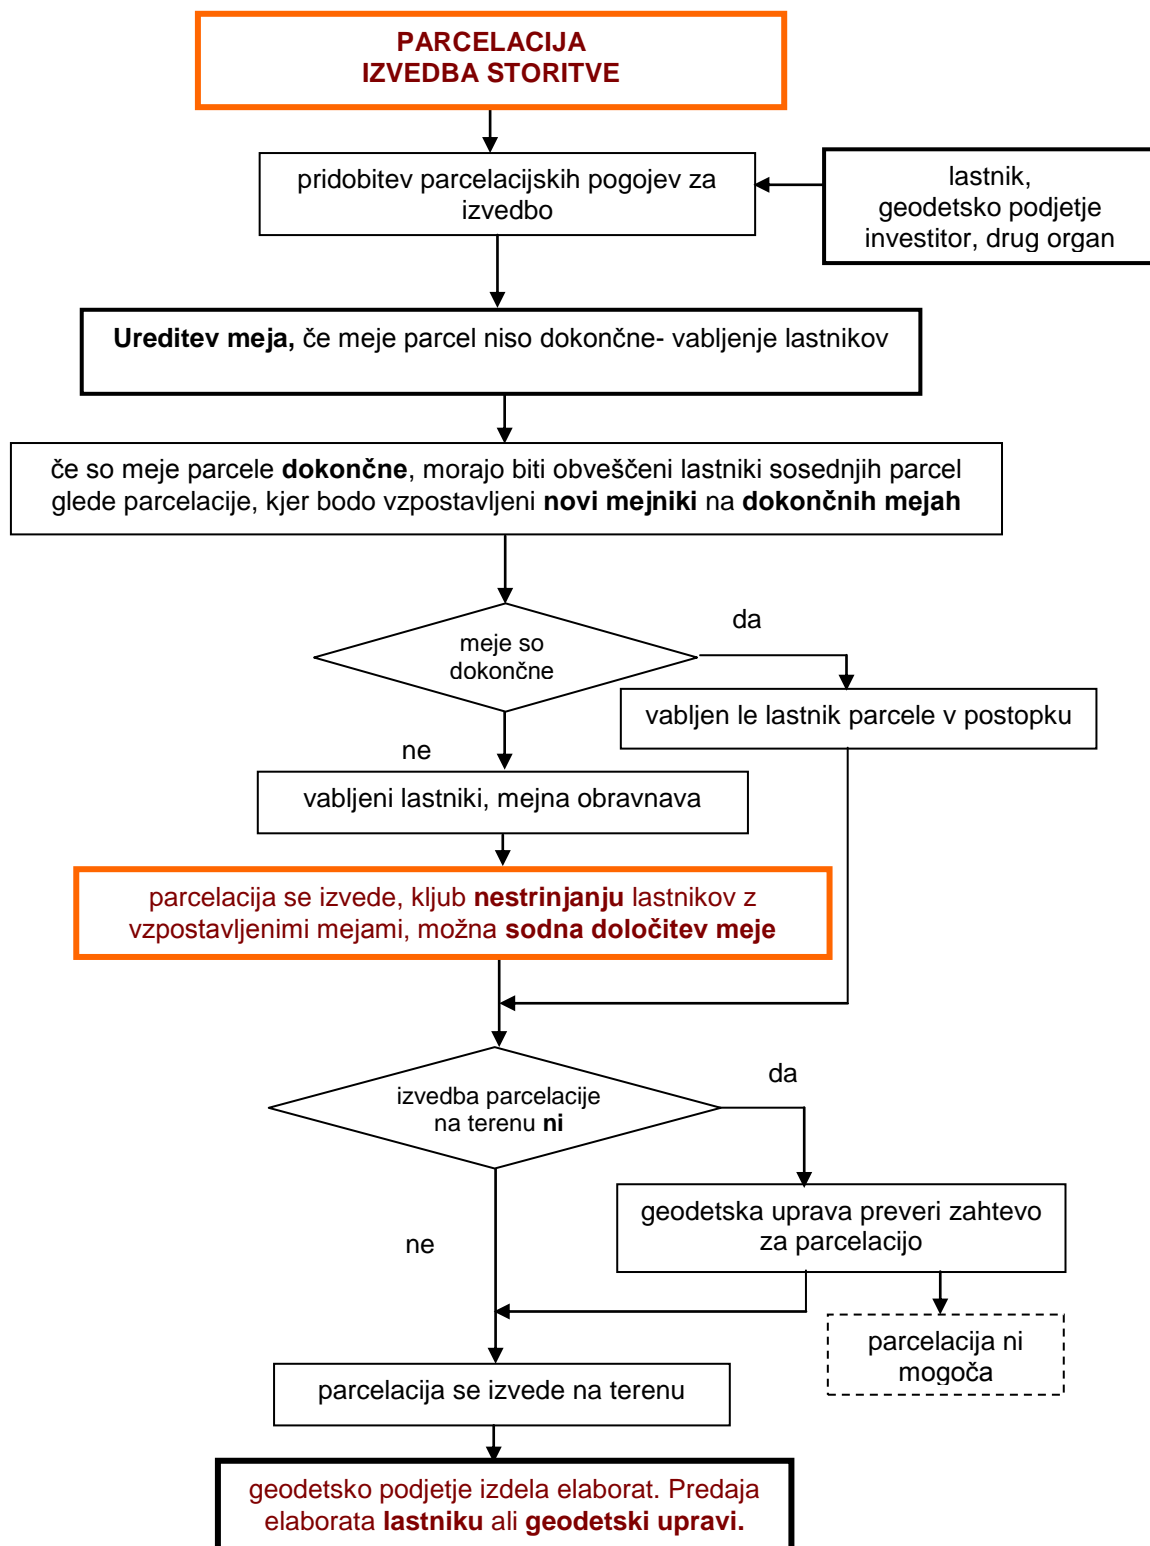 PARCELACIJA
IZVEDBA STORITVE
pridobitev parcelacijskih pogojev za
izvedbo
lastnik,
geodetsko podjetje
investitor, drug organ
Ureditev meja, če meje parcel niso dokončne- vabljenje lastnikov
če so meje parcele dokončne, morajo biti obveščeni lastniki sosednjih parcel
glede parcelacije, kjer bodo vzpostavljeni novi mejniki na dokončnih mejah
meje so
dokončne
da
vabljen le lastnik parcele v postopku
ne
vabljeni lastniki, mejna obravnava
parcelacija se izvede, kljub nestrinjanju lastnikov z
vzpostavljenimi mejami, možna sodna določitev meje
izvedba parcelacije
na terenu ni
da
geodetska uprava preveri zahtevo
za parcelacijo
ne
parcelacija ni
mogoča
parcelacija se izvede na terenu
geodetsko podjetje izdela elaborat. Predaja
elaborata lastniku ali geodetski upravi.